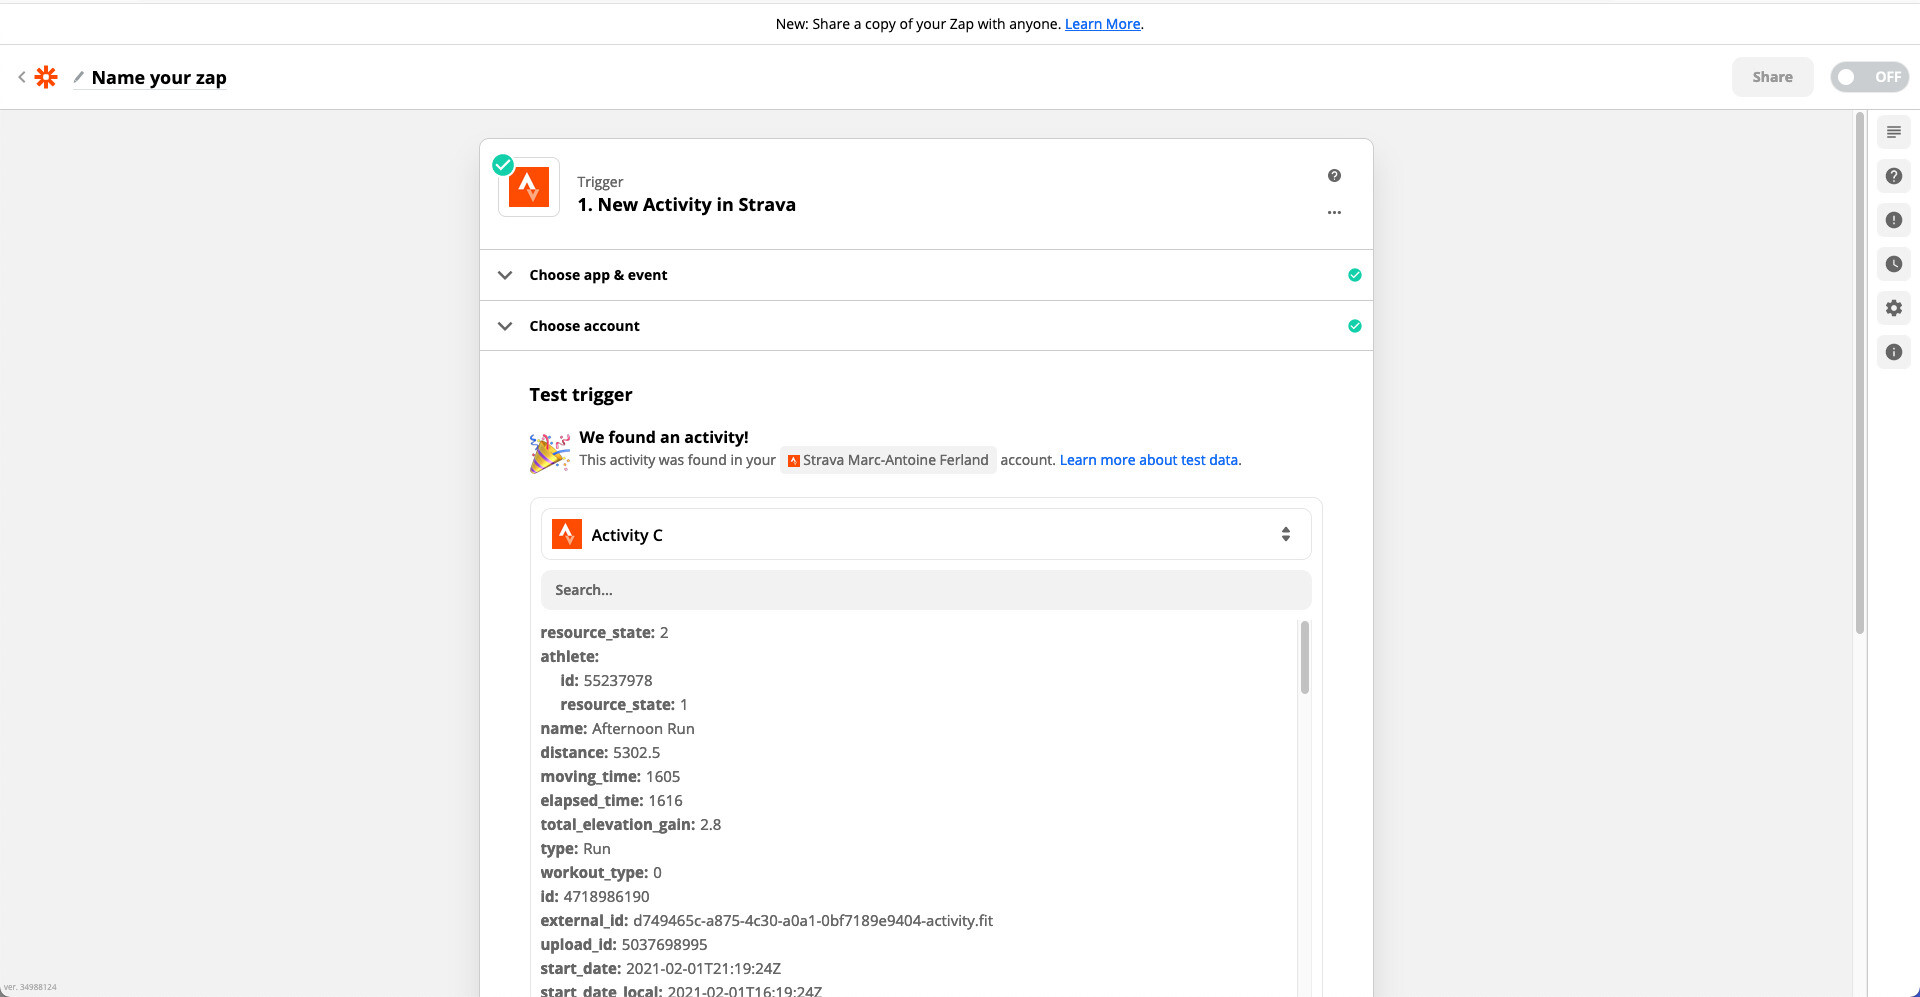 New: Share a copy of your Zap with anyone. Learn More.
Name your zap
Share
OFF
Trigger
1. New Activity in Strava
Choose app & event
Choose account
Test trigger
We found an activity!
This activity was found in your Strava Marc-Antoine Ferland account. Learn more about test data.
Activity C
Search...
resource_state: 2
athlete:
id: 55237978
resource_state: 1
name: Afternoon Run
distance: 5302.5
moving_time: 1605
elapsed_time: 1616
total_elevation_gain: 2.8
type: Run
workout_type: 0
id: 4718986190
external_id: d749465c-a875-4c30-a0a1-0bf7189e9404-activity.fit
upload_id: 5037698995
start_date: 2021-02-01T21:19:24Z
start_date_local: 2021-02-01T16:19:24Z
ver. 34988124